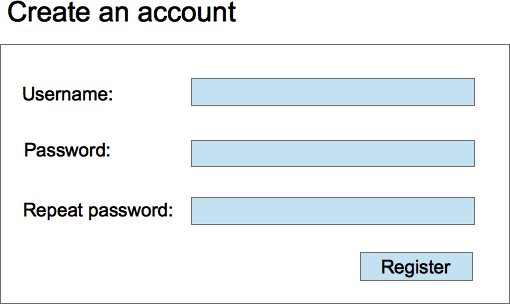 Create an account
Username:
Password:
Repeat password:
Register